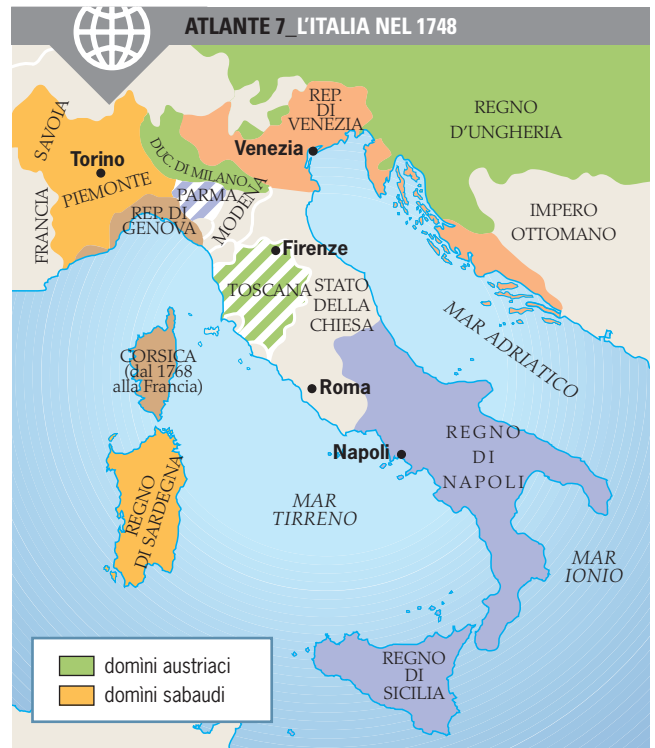 ATLANTE 7_L'ITALIA NEL 1748
SAVOIA
Torino
PIEMONTE
FRANCIA
REP. DI
GENOVA
DUC. DI MILANO
PARMA
MODENA
REP.
DI
VENEZIA
Venezia
REGNO
D'UNGHERIA
IMPERO
OTTOMANO
Firenze
TOSCANA
STATO
DELLA
CHIESA
MAR ADRIATICO
CORSICA
(dal 1768
alla Francia)
Roma
Napoli
REGNO
DI
NAPOLI
REGNO
DI SARDEGNA
MAR
TIRRENO
MAR
IONIO
REGNO
DI
SICILIA
domìni austriaci
domìni sabaudi